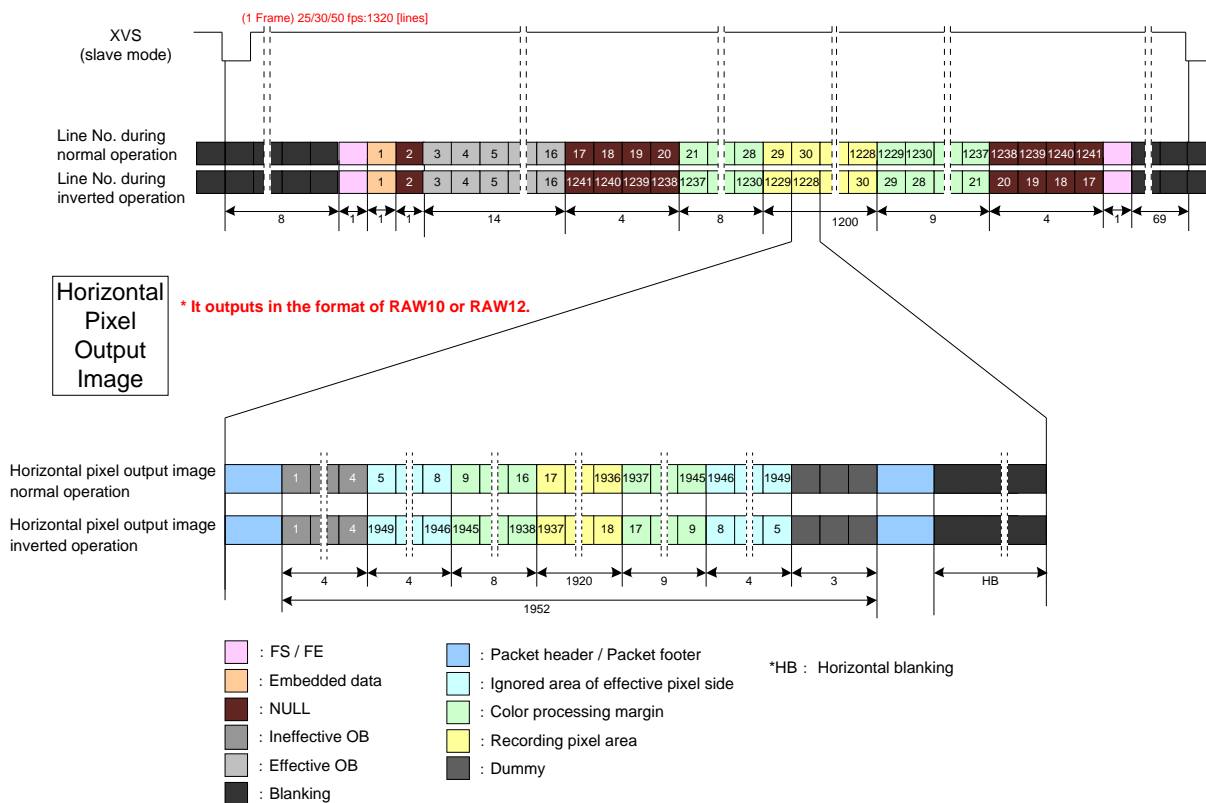 (1 Frame) 25/30/50 fps:1320 [lines]
XVS
(slave mode)
Line No. during
normal operation
1 2 3 4 5 16 17 18 19 20 21 28 29 30 1228 1229 1230 1237 1238 1239 1240 1241
Line No. during
inverted operation
1 2 3 4 5 16 1241 1240 1239 1238 1237 1230 1229 1228 30 29 28 21 20 19 18 17
8 1 1 1 14 4 8 1200 9 4 1 69
Horizontal
Pixel
Output
Image
* It outputs in the format of RAW10 or RAW12.
Horizontal pixel output image
normal operation
1 4 5 8 9 16 17 1936 1937 1945 1946 1949
Horizontal pixel output image
inverted operation
1 4 1949 1946 1945 1938 1937 18 17 9 8 5
4 4 8 1920 9 4 3 HB
1952
: FS / FE
: Embedded data
: NULL
: Ineffective OB
: Effective OB
: Blanking
: Packet header / Packet footer
: Ignored area of effective pixel side
: Color processing margin
: Recording pixel area
: Dummy
*HB : Horizontal blanking